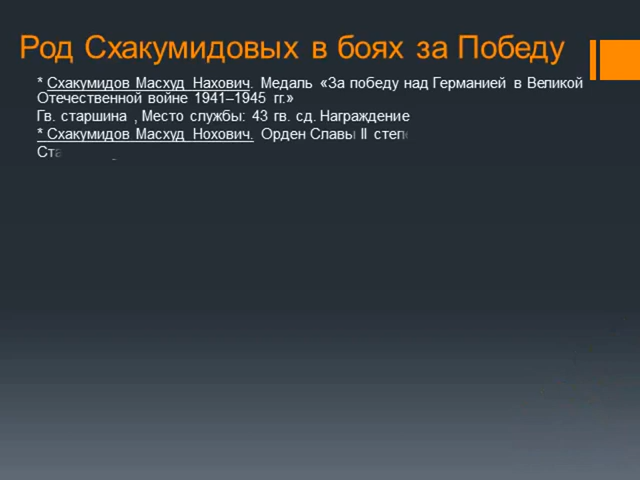 Род Схакумидовых в боях за Победу
* Схакумидов Масхуд Нахович. Медаль «За победу над Германией в Великой
Отечественной войне 1941–1945 гг.»
Гв. старшина , Место службы: 43 гв. сд. Награждение
* Схакумидов Масхуд Нохович. Орден Славы II